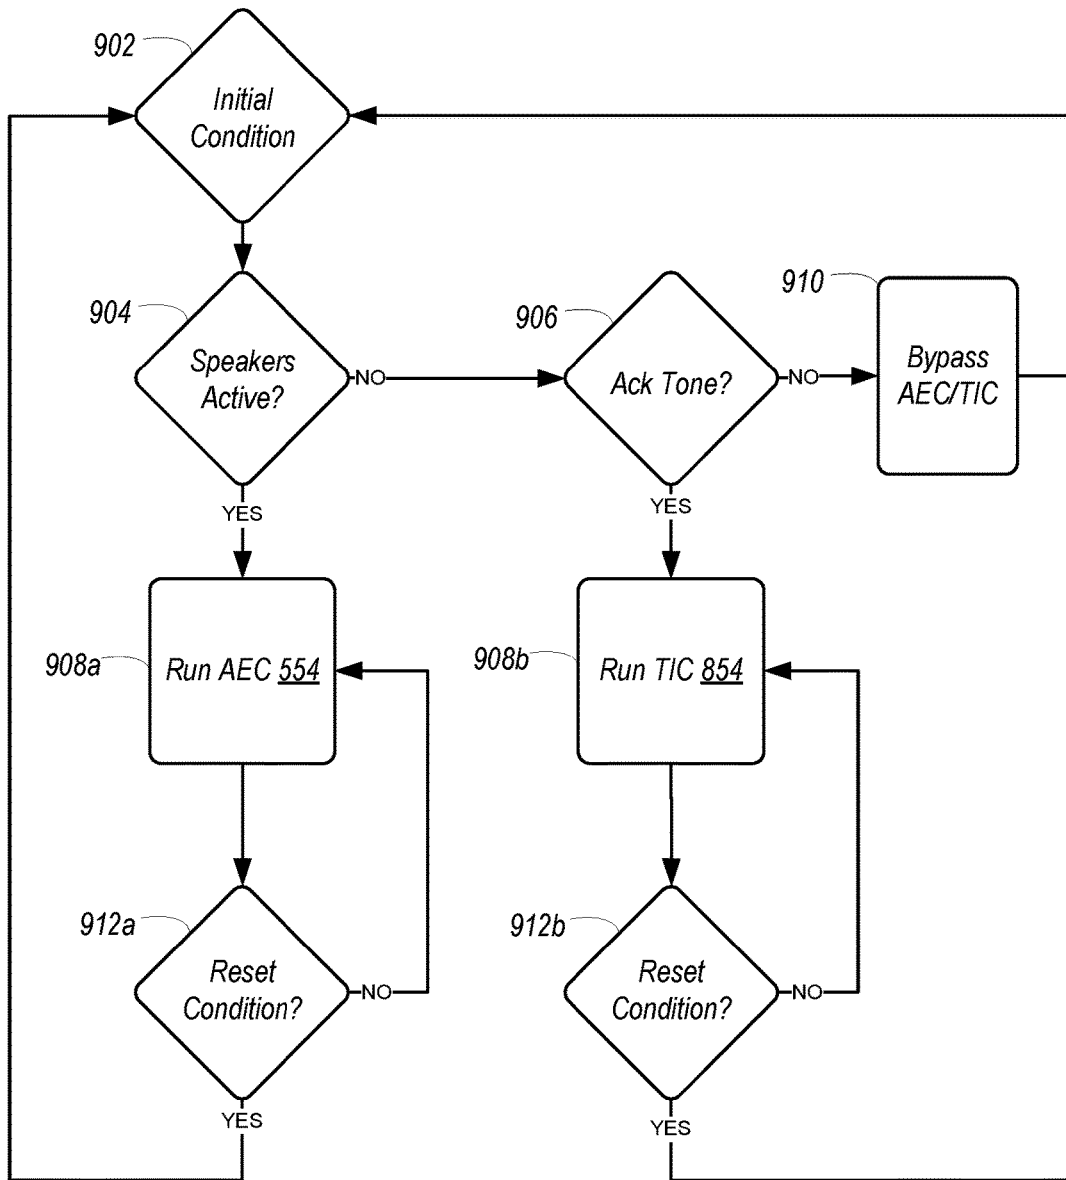 902
Initial
Condition
904
Speakers
Active?
NO
906
Ack Tone?
NO
910
Bypass
AEC/TIC
YES
YES
908a
Run AEC 554
908b
Run TIC 854
912a
Reset
Condition?
NO
912b
Reset
Condition?
NO
YES
YES